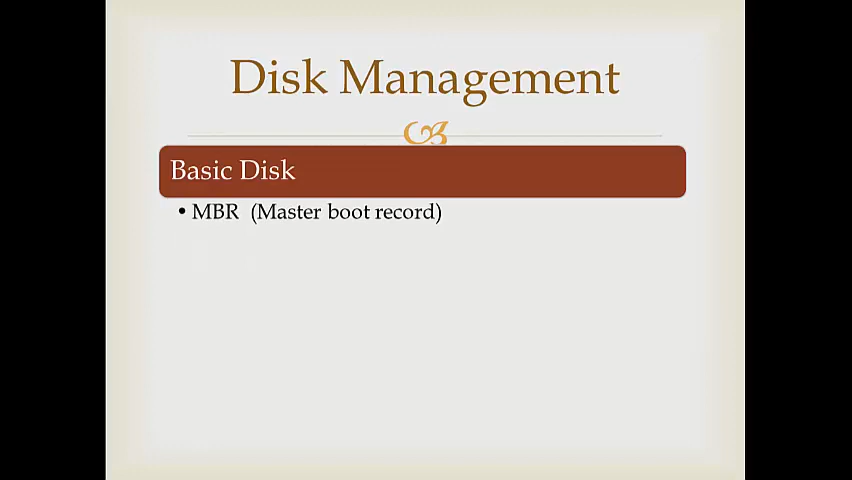 Disk Management
Basic Disk
• MBR  (Master boot record)